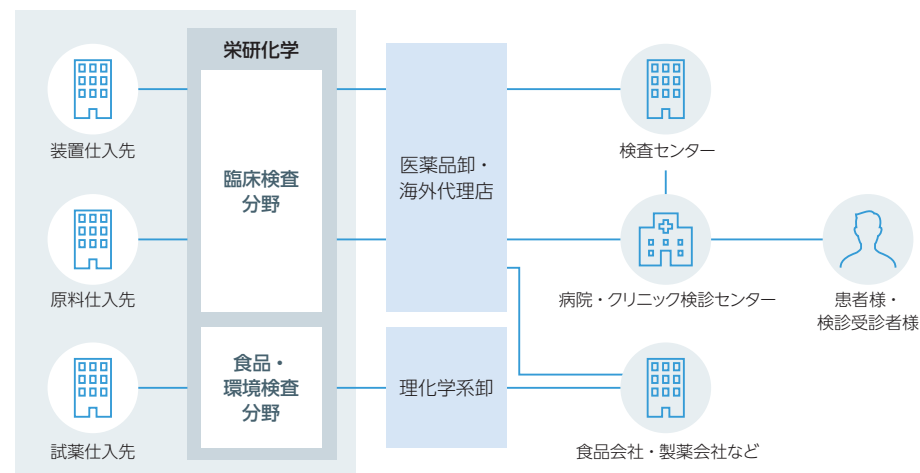 栄研化学
装置仕入先
臨床検査
分野
医薬品卸・
海外代理店
検査センター
原料仕入先
病院・クリニック検診センター
患者様・
検診受診者様
試薬仕入先
食品・
環境検査
分野
理化学系卸
食品会社・製薬会社など